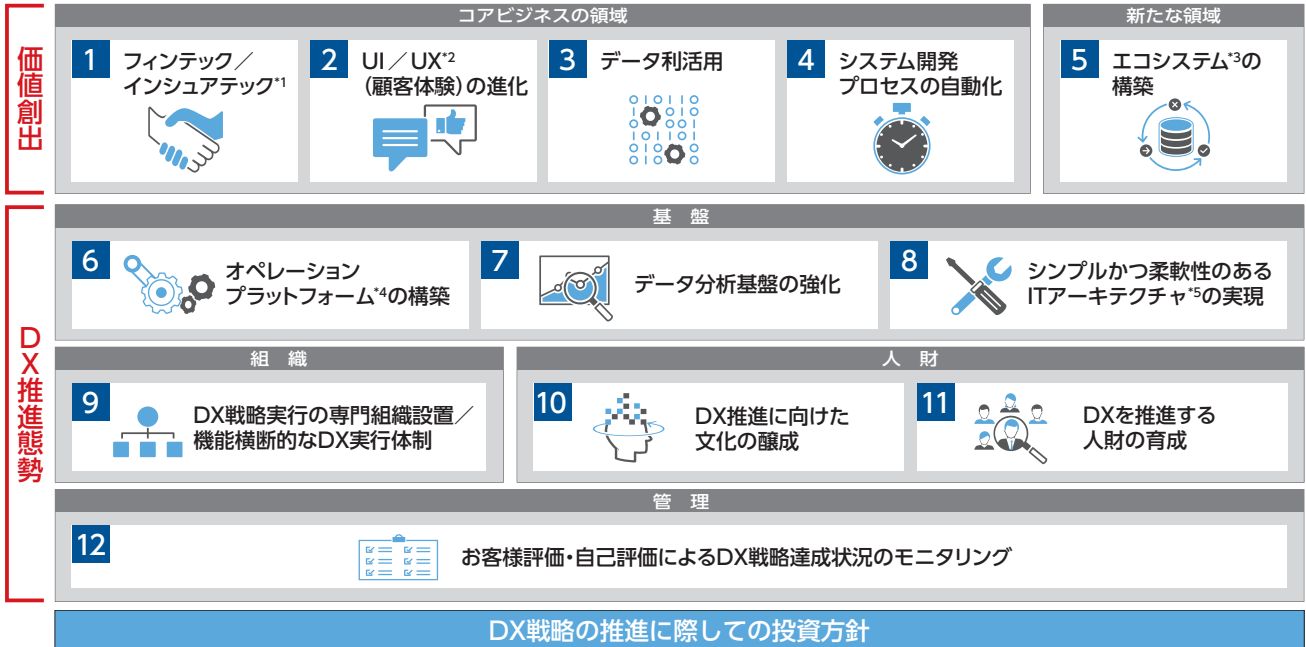 価値創出
コアビジネスの領域
1 フィンテック／
インシュアテック*1
2 UI／UX*2
（顧客体験）の進化
3 データ利活用
4 システム開発
プロセスの自動化
新たな領域
5 エコシステム*3の
構築
DX推進態勢
基　盤
6 オペレーション
プラットフォーム*4の構築
7 データ分析基盤の強化
8 シンプルかつ柔軟性のある
ITアーキテクチャ*5の実現
組　織
9 DX戦略実行の専門組織設置／
機能横断的なDX実行体制
人　財
10 DX推進に向けた
文化の醸成
11 DXを推進する
人財の育成
管　理
12 お客様評価・自己評価によるDX戦略達成状況のモニタリング
DX戦略の推進に際しての投資方針